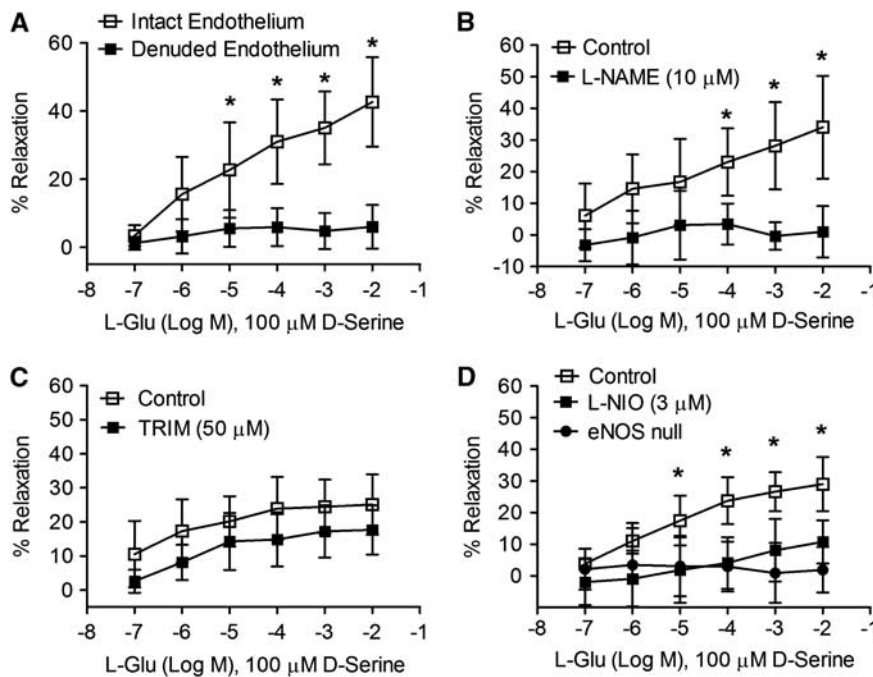 A
Intact Endothelium
Denuded Endothelium
60
40
20
0
% Relaxation
* * * *
-8 -7 -6 -5 -4 -3 -2 -1
L-Glu (Log M), 100 μM D-Serine
B
Control
L-NAME (10 μM)
60
50
40
30
20
10
0
-10
% Relaxation
* * *
-8 -7 -6 -5 -4 -3 -2 -1
L-Glu (Log M), 100 μM D-Serine
C
Control
TRIM (50 μM)
60
50
40
30
20
10
0
% Relaxation
-8 -7 -6 -5 -4 -3 -2 -1
L-Glu (Log M), 100 μM D-Serine
D
Control
L-NIO (3 μM)
eNOS null
60
50
40
30
20
10
0
% Relaxation
* * * *
-8 -7 -6 -5 -4 -3 -2 -1
L-Glu (Log M), 100 μM D-Serine